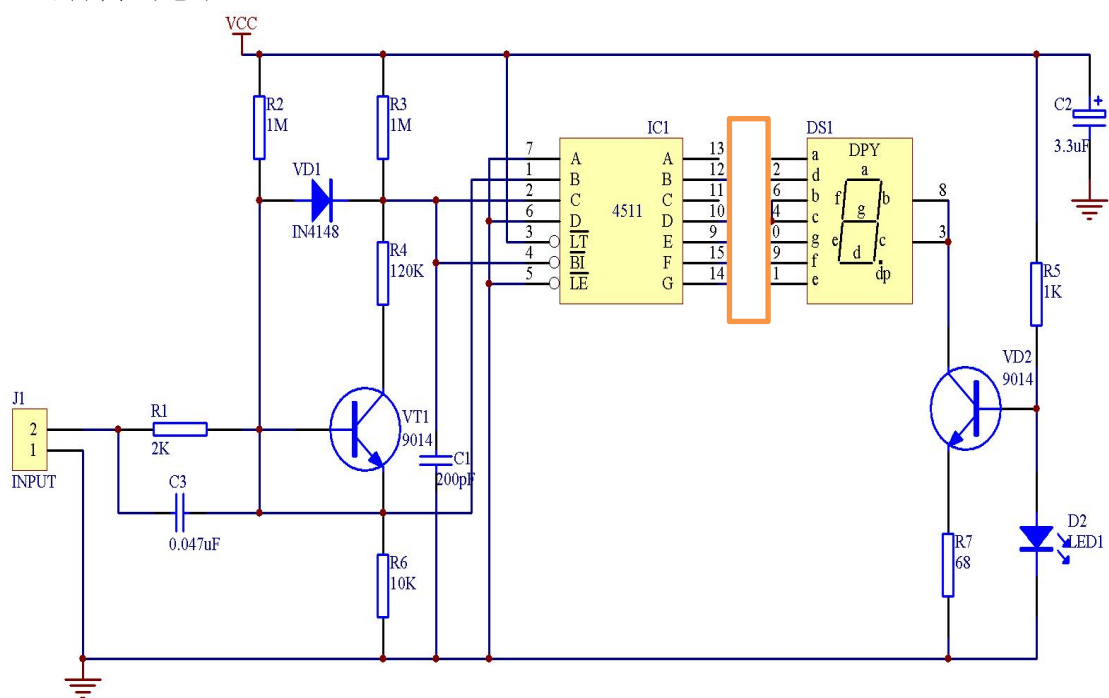 VCC
R2
1M
R3
1M
VD1
IN4148
R4
120K
IC1
4511
7
1
2
6
3
4
5
A
B
C
D
LT
BI
LE
A
B
C
D
E
F
G
13
12
11
10
9
15
14
DS1
DPY
2
6
4
0
9
1
a
d
b
c
g
f
e
a
f
b
g
e
c
d
dp
8
3
C2
+
3.3uF
R5
1K
VD2
9014
J1
2
1
INPUT
R1
2K
VT1
9014
C1
200pF
C3
0.047uF
R6
10K
R7
68
D2
LED1